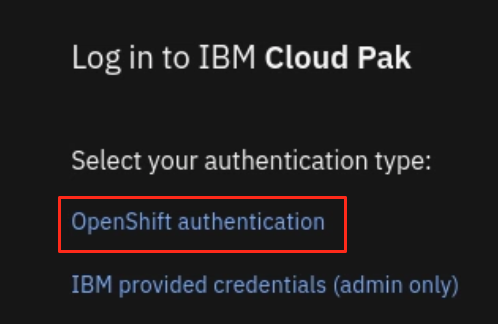 Log in to IBM Cloud Pak
Select your authentication type:
OpenShift authentication
IBM provided credentials (admin only)